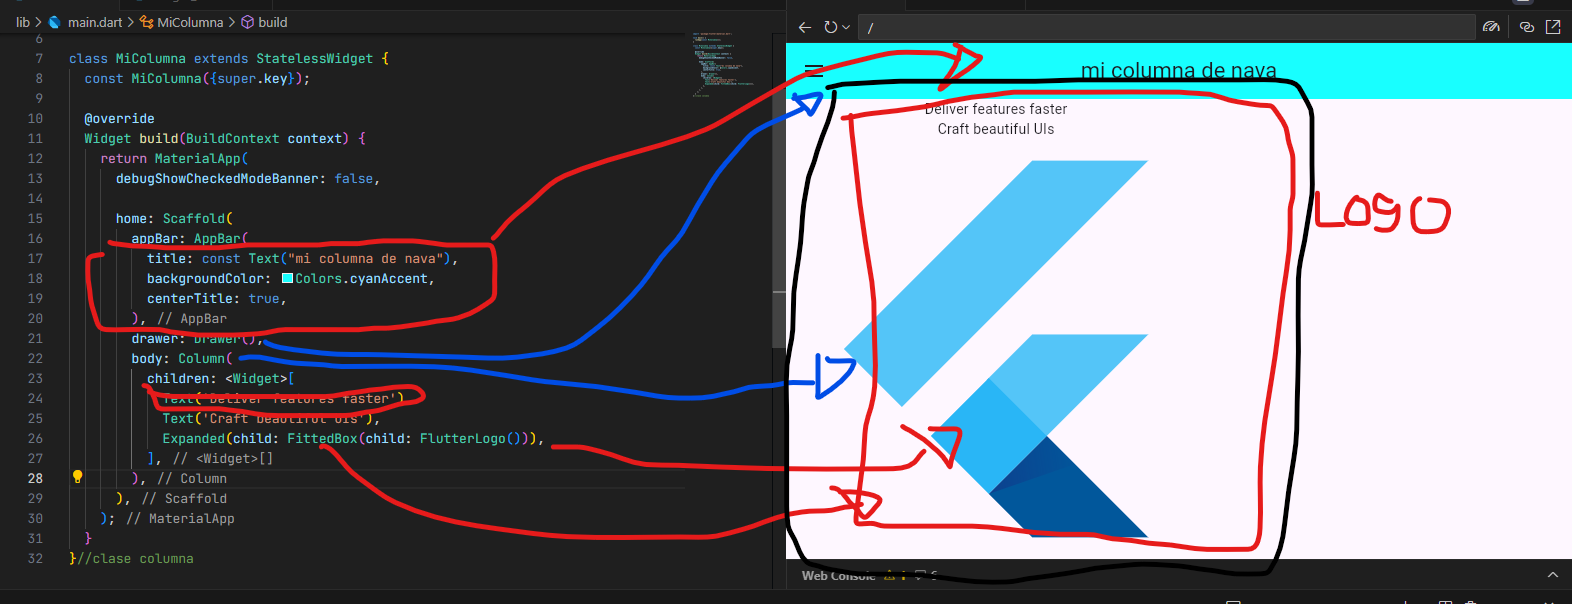 lib > main.dart > MiColumna > build
6
7 class MiColumna extends StatelessWidget {
8 const MiColumna({super.key});
9
10 @override
11 Widget build(BuildContext context) {
12 return MaterialApp(
13 debugShowCheckedModeBanner: false,
14
15 home: Scaffold(
16 appBar: AppBar(
17 title: const Text("mi columna de nava"),
18 backgroundColor: Colors.cyanAccent,
19 centerTitle: true,
20 ), // AppBar
21 drawer: Drawer(),
22 body: Column(
23 children: <Widget>[
24 Text('Deliver features faster')
25 Text('Craft beautiful UIs'),
26 Expanded(child: FittedBox(child: FlutterLogo())),
27 ], // <Widget>[]
28 ), // Column
29 ), // Scaffold
30 ); // MaterialApp
31 }
32 }//clase columna
/
mi columna de nava
Deliver features faster
Craft beautiful UIs
LOGO
Web Console